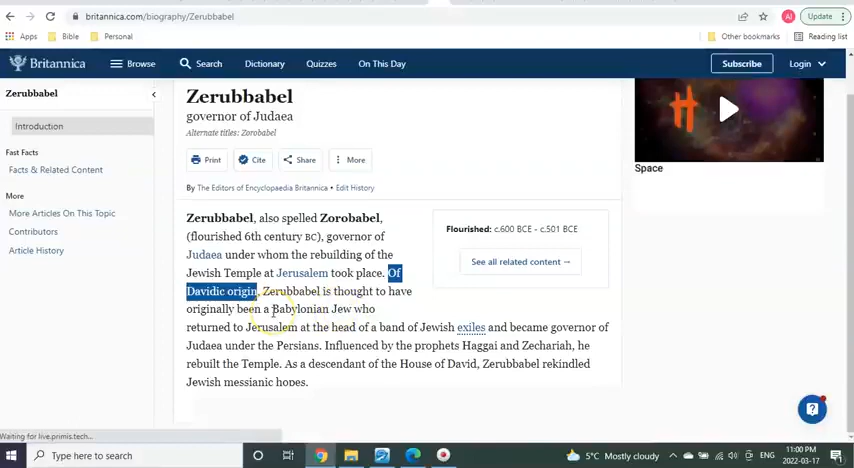 britannica.com/biography/Zerubbabel
Update
Apps
Bible
Personal
Other bookmarks
Reading list
Britannica
Browse
Search
Dictionary
Quizzes
On This Day
Subscribe
Login
Zerubbabel
Introduction
Fast Facts
Facts & Related Content
More
More Articles On This Topic
Contributors
Article History
Zerubbabel
governor of Judaea
Alternate titles: Zorobabel
Print
Cite
Share
More
By The Editors of Encyclopaedia Britannica • Edit History
Zerubbabel, also spelled Zorobabel,
(flourished 6th century BC), governor of
Judaea under whom the rebuilding of the
Jewish Temple at Jerusalem took place. Of
Davidic origin, Zerubbabel is thought to have
originally been a Babylonian Jew who
returned to Jerusalem at the head of a band of Jewish exiles and became governor of
Judaea under the Persians. Influenced by the prophets Haggai and Zechariah, he
rebuilt the Temple. As a descendant of the House of David, Zerubbabel rekindled
Jewish messianic hopes.
Flourished: c.600 BCE - c.501 BCE
See all related content →
Space
Waiting for live.primis.tech...
Type here to search
5°C Mostly cloudy
ENG
11:00 PM
2022-03-17